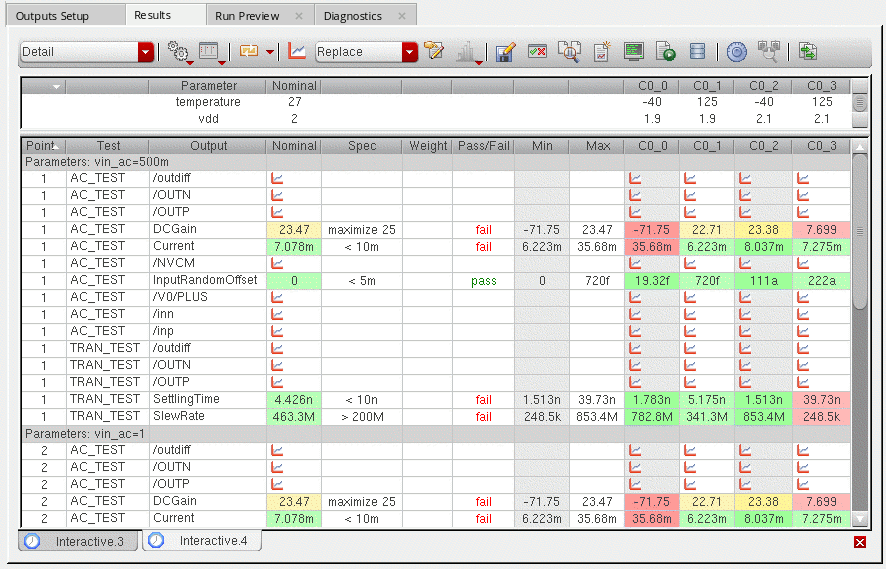 Outputs Setup Results Run Preview Diagnostics
Detail Replace
Parameter Nominal C0_0 C0_1 C0_2 C0_3
temperature 27 -40 125 -40 125
vdd 2 1.9 1.9 2.1 2.1
Point Test Output Nominal Spec Weight Pass/Fail Min Max C0_0 C0_1 C0_2 C0_3
Parameters: vin_ac=500m
1 AC_TEST /outdiff
1 AC_TEST /OUTN
1 AC_TEST /OUTP
1 AC_TEST DCGain 23.47 maximize 25 fail -71.75 23.47 -71.75 22.71 23.38 7.699
1 AC_TEST Current 7.078m < 10m fail 6.223m 35.68m 35.68m 6.223m 8.037m 7.275m
1 AC_TEST /NVCM
1 AC_TEST InputRandomOffset 0 < 5m pass 0 720f 19.32f 720f 111a 222a
1 AC_TEST /V0/PLUS
1 AC_TEST /inn
1 AC_TEST /inp
1 TRAN_TEST /outdiff
1 TRAN_TEST /OUTN
1 TRAN_TEST /OUTP
1 TRAN_TEST SettlingTime 4.426n < 10n fail 1.513n 39.73n 1.783n 5.175n 1.513n 39.73n
1 TRAN_TEST SlewRate 463.3M > 200M fail 248.5k 853.4M 782.8M 341.3M 853.4M 248.5k
Parameters: vin_ac=1
2 AC_TEST /outdiff
2 AC_TEST /OUTN
2 AC_TEST /OUTP
2 AC_TEST DCGain 23.47 maximize 25 fail -71.75 23.47 -71.75 22.71 23.38 7.699
2 AC_TEST Current 7.078m < 10m fail 6.223m 35.68m 35.68m 6.223m 8.037m 7.275m
Interactive.3 Interactive.4